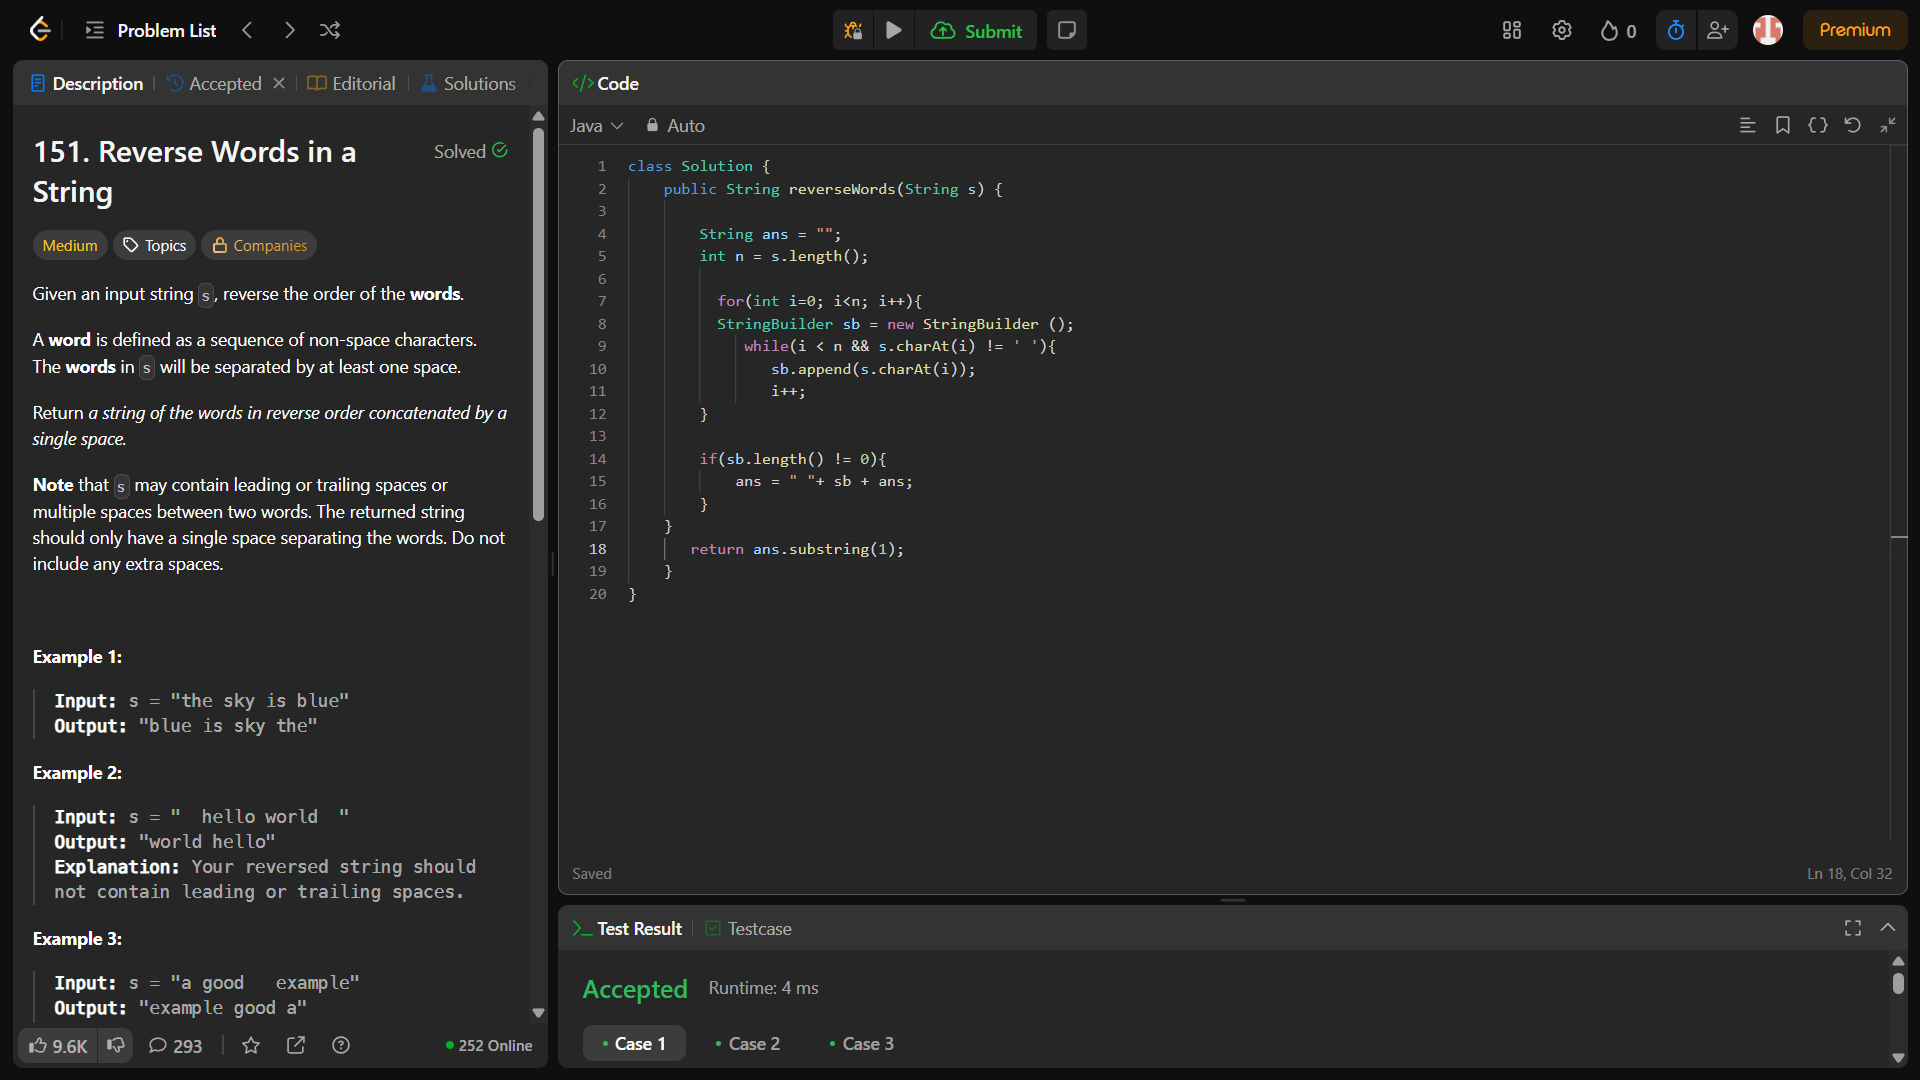 Problem List
Submit
0
Premium
Description
Accepted
Editorial
Solutions
151. Reverse Words in a
String
Solved
Medium
Topics
Companies
Given an input string s, reverse the order of the words.
A word is defined as a sequence of non-space characters.
The words in s will be separated by at least one space.
Return a string of the words in reverse order concatenated by a
single space.
Note that s may contain leading or trailing spaces or
multiple spaces between two words. The returned string
should only have a single space separating the words. Do not
include any extra spaces.
Example 1:
Input: s = "the sky is blue"
Output: "blue is sky the"
Example 2:
Input: s = "  hello world  "
Output: "world hello"
Explanation: Your reversed string should
not contain leading or trailing spaces.
Example 3:
Input: s = "a good   example"
Output: "example good a"
9.6K
293
252 Online
</> Code
Java
Auto
1 class Solution {
2     public String reverseWords(String s) {
3
4         String ans = "";
5         int n = s.length();
6
7           for(int i=0; i<n; i++){
8           StringBuilder sb = new StringBuilder ();
9              while(i < n && s.charAt(i) != ' '){
10                 sb.append(s.charAt(i));
11                 i++;
12         }
13
14         if(sb.length() != 0){
15             ans = " "+ sb + ans;
16         }
17     }
18        return ans.substring(1);
19     }
20 }
Saved
Ln 18, Col 32
Test Result
Testcase
Accepted
Runtime: 4 ms
Case 1
Case 2
Case 3